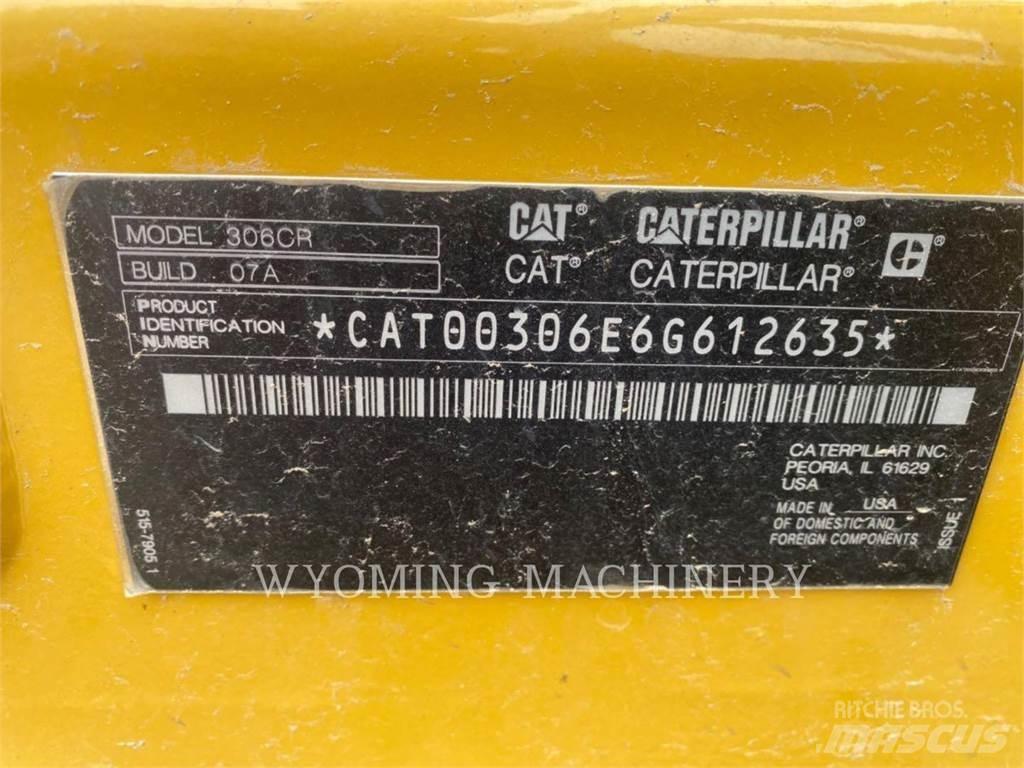 MODEL 306CR
BUILD 07A
CAT® CATERPILLAR® ®
CAT® CATERPILLAR®
PRODUCT
IDENTIFICATION
NUMBER
*CAT00306E6G612635*
CATERPILLAR INC.
PEORIA, IL 61629
USA
MADE IN USA
OF DOMESTIC AND
FOREIGN COMPONENTS
ISSUE 1
515-7905 1
WYOMING MACHINERY
RITCHIE BROS.
MASCUS